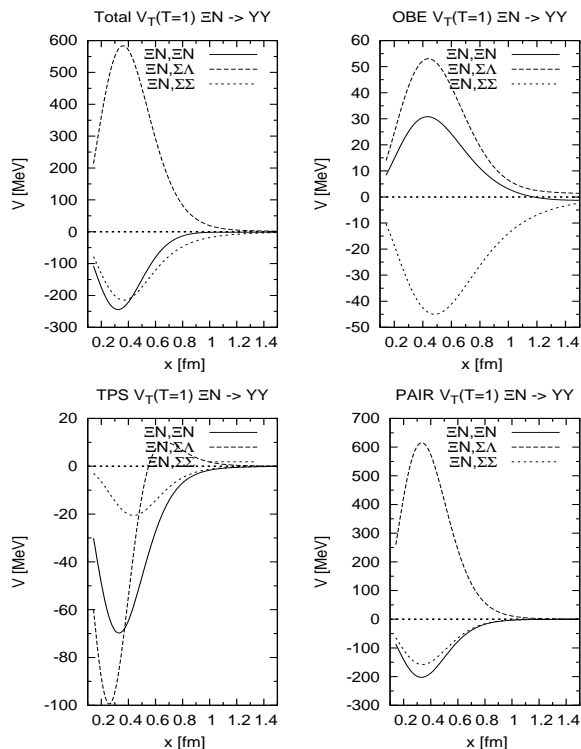 Total V_T(T=1) ΞN -> YY
V [MeV]
600
500
400
300
200
100
0
-100
-200
-300
ΞN,ΞN
ΞN,ΣΛ
ΞN,ΣΣ
0.2 0.4 0.6 0.8 1 1.2 1.4
x [fm]
OBE V_T(T=1) ΞN -> YY
V [MeV]
60
50
40
30
20
10
0
-10
-20
-30
-40
-50
ΞN,ΞN
ΞN,ΣΛ
ΞN,ΣΣ
0.2 0.4 0.6 0.8 1 1.2 1.4
x [fm]
TPS V_T(T=1) ΞN -> YY
V [MeV]
20
0
-20
-40
-60
-80
-100
ΞN,ΞN
ΞN,ΣΛ
ΞN,ΣΣ
0.2 0.4 0.6 0.8 1 1.2 1.4
x [fm]
PAIR V_T(T=1) ΞN -> YY
V [MeV]
700
600
500
400
300
200
100
0
-100
-200
-300
ΞN,ΞN
ΞN,ΣΛ
ΞN,ΣΣ
0.2 0.4 0.6 0.8 1 1.2 1.4
x [fm]